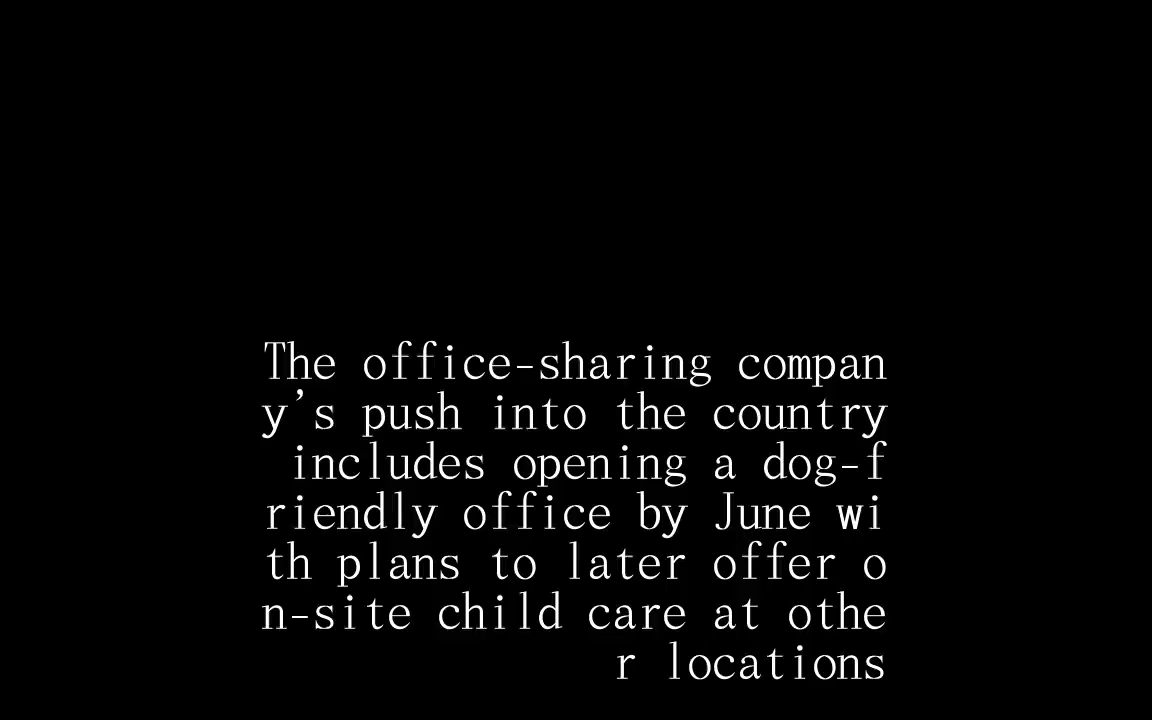 The office-sharing compan
y's push into the country
includes opening a dog-f
riendly office by June wi
th plans to later offer o
n-site child care at othe
r locations